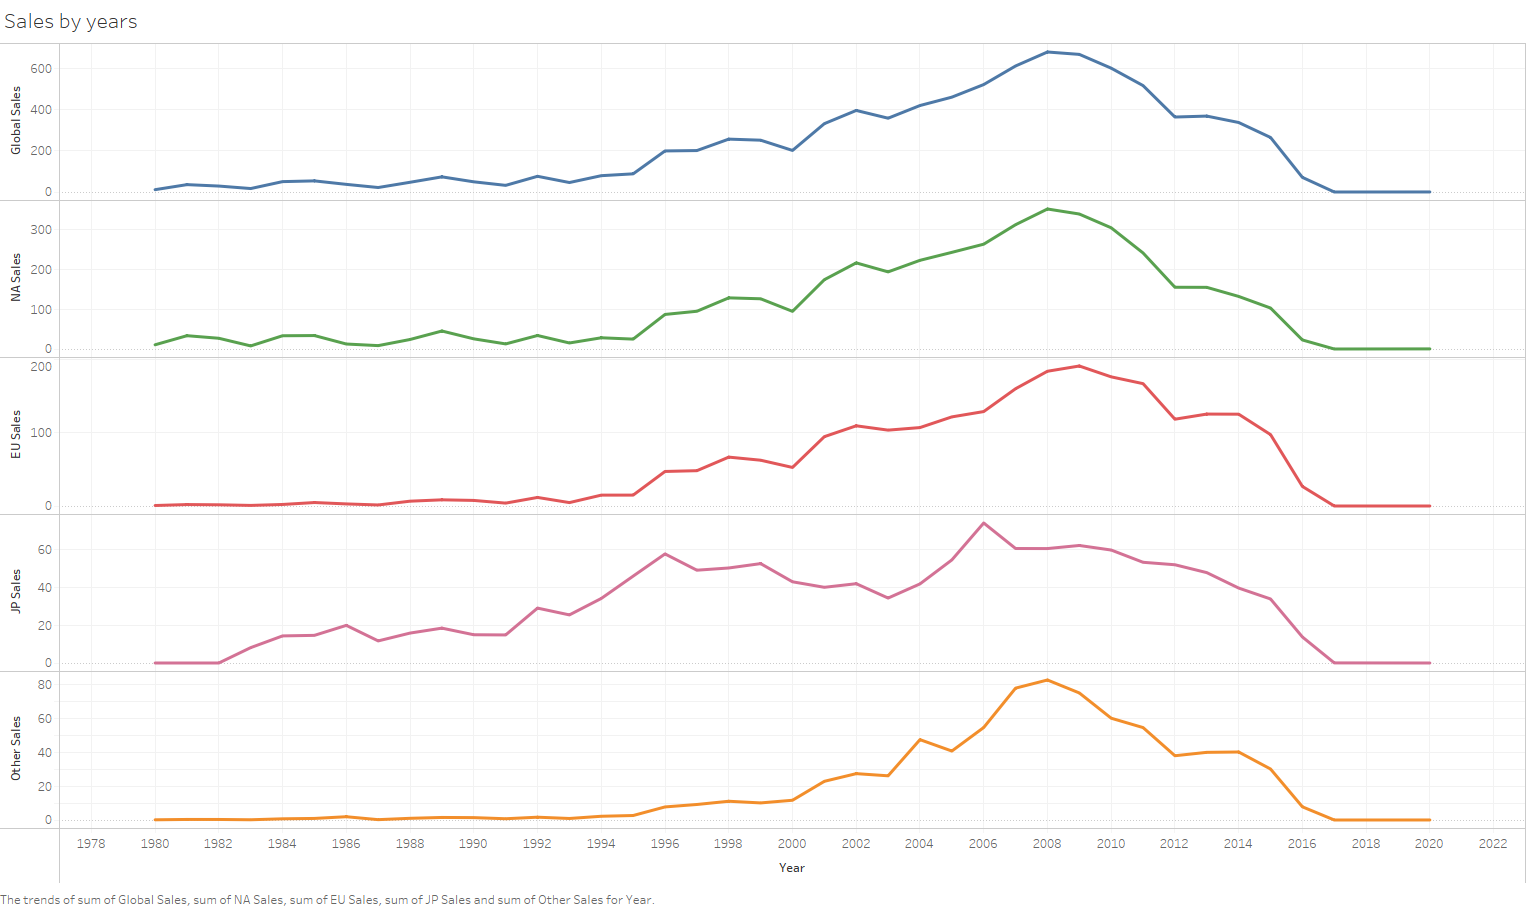 Sales by years
Global Sales
600
400
200
0
NA Sales
300
200
100
0
EU Sales
200
100
0
JP Sales
60
40
20
0
Other Sales
80
60
40
20
0
1978 1980 1982 1984 1986 1988 1990 1992 1994 1996 1998 2000 2002 2004 2006 2008 2010 2012 2014 2016 2018 2020 2022
Year
The trends of sum of Global Sales, sum of NA Sales, sum of EU Sales, sum of JP Sales and sum of Other Sales for Year.